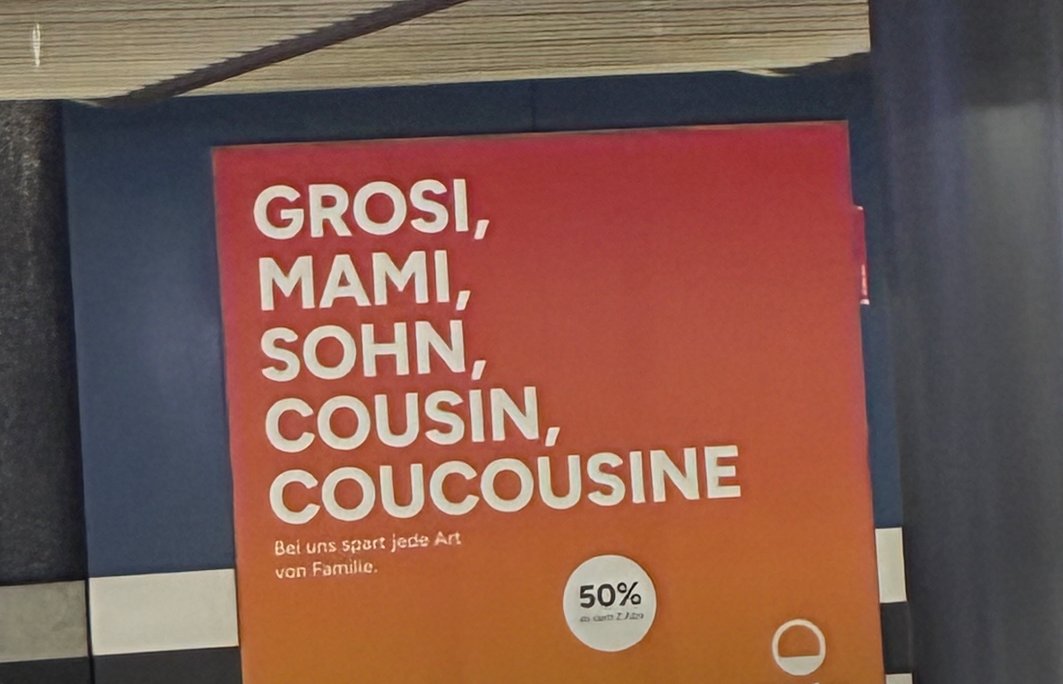 GROSI,
MAMI,
SOHN,
COUSIN,
COUCOUSINE
Bei uns spart jede Art
von Familie.
50%